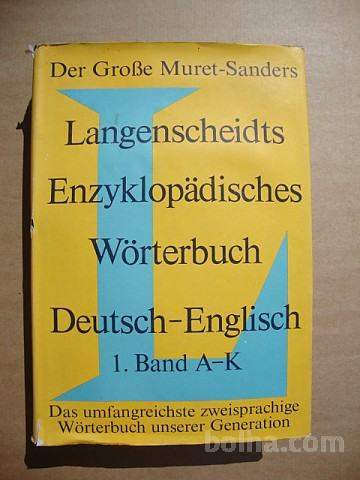 Der Große Muret-Sanders
Langenscheidts
Enzyklopädisches
Wörterbuch
Deutsch-Englisch
1. Band A-K
Das umfangreichste zweisprachige
Wörterbuch unserer Generation
bolha.com